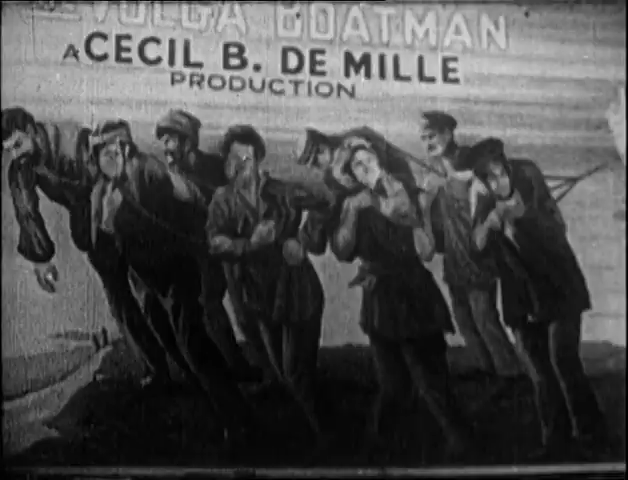 VOLGA BOATMAN
A CECIL B. DE MILLE
PRODUCTION